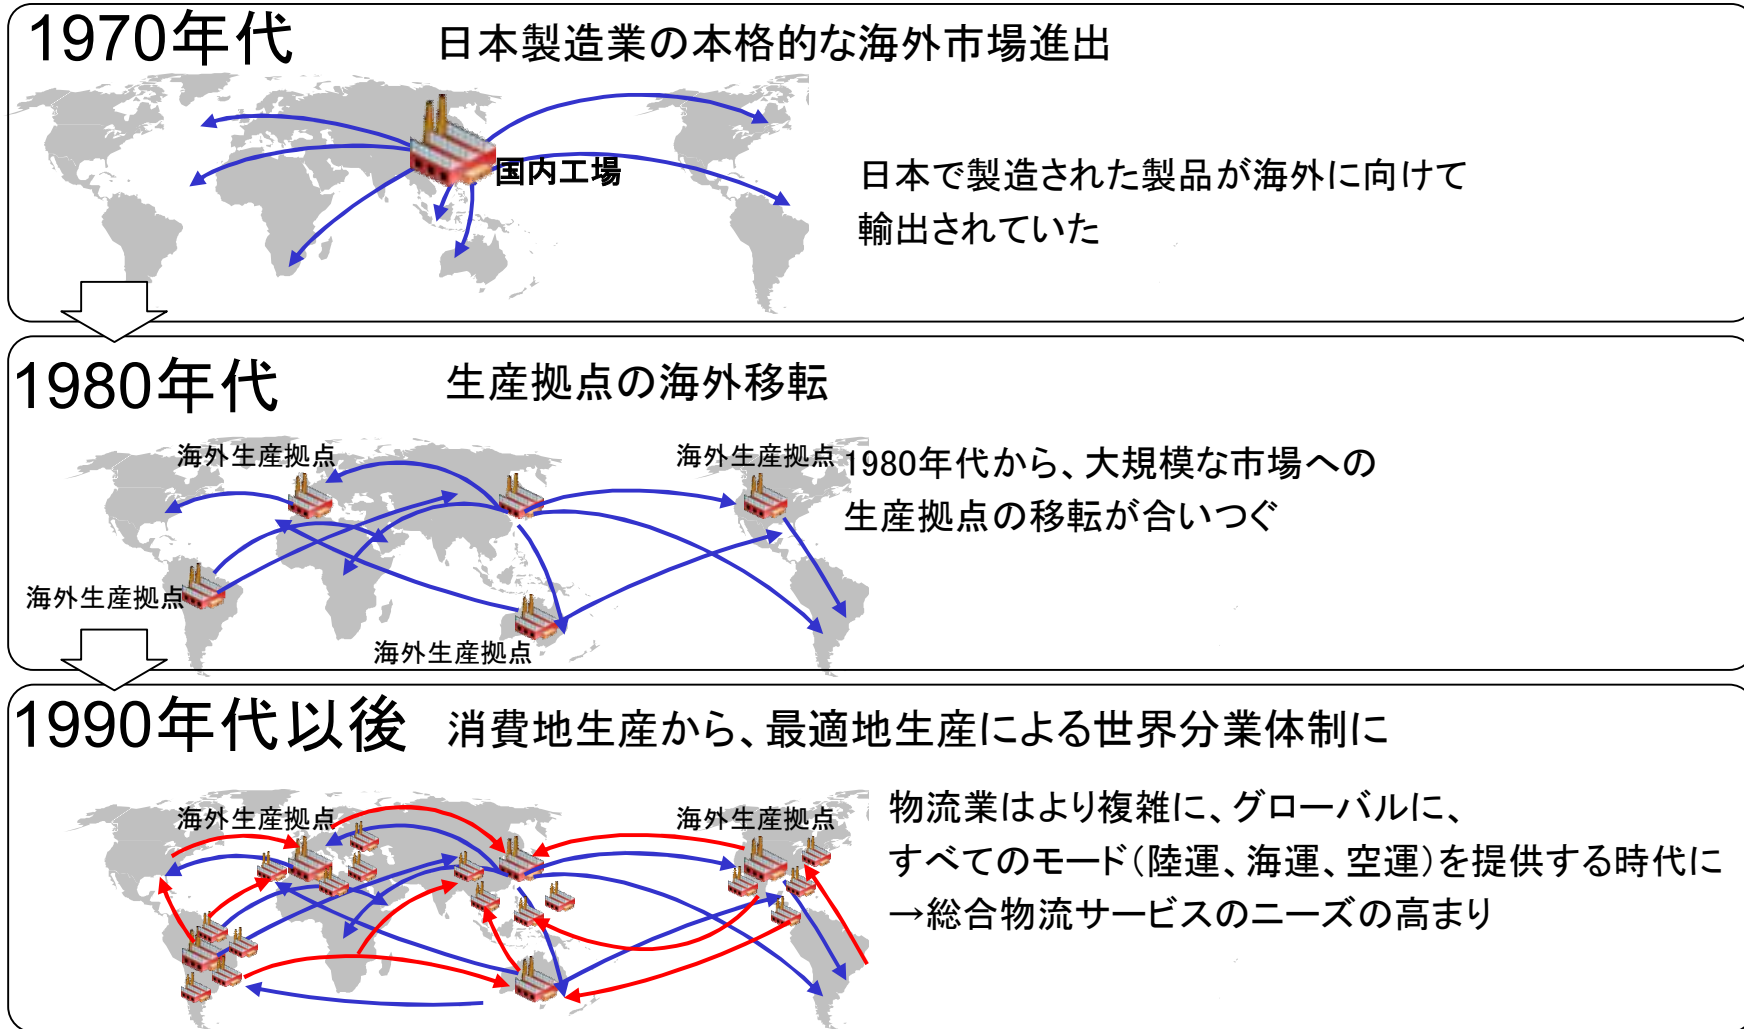 1970年代
日本製造業の本格的な海外市場進出
国内工場
日本で製造された製品が海外に向けて
輸出されていた
1980年代
生産拠点の海外移転
海外生産拠点
海外生産拠点
1980年代から、大規模な市場への
生産拠点の移転が合いつぐ
海外生産拠点
海外生産拠点
1990年代以後
消費地生産から、最適地生産による世界分業体制に
海外生産拠点
海外生産拠点
物流業はより複雑に、グローバルに、
すべてのモード（陸運、海運、空運）を提供する時代に
→総合物流サービスのニーズの高まり